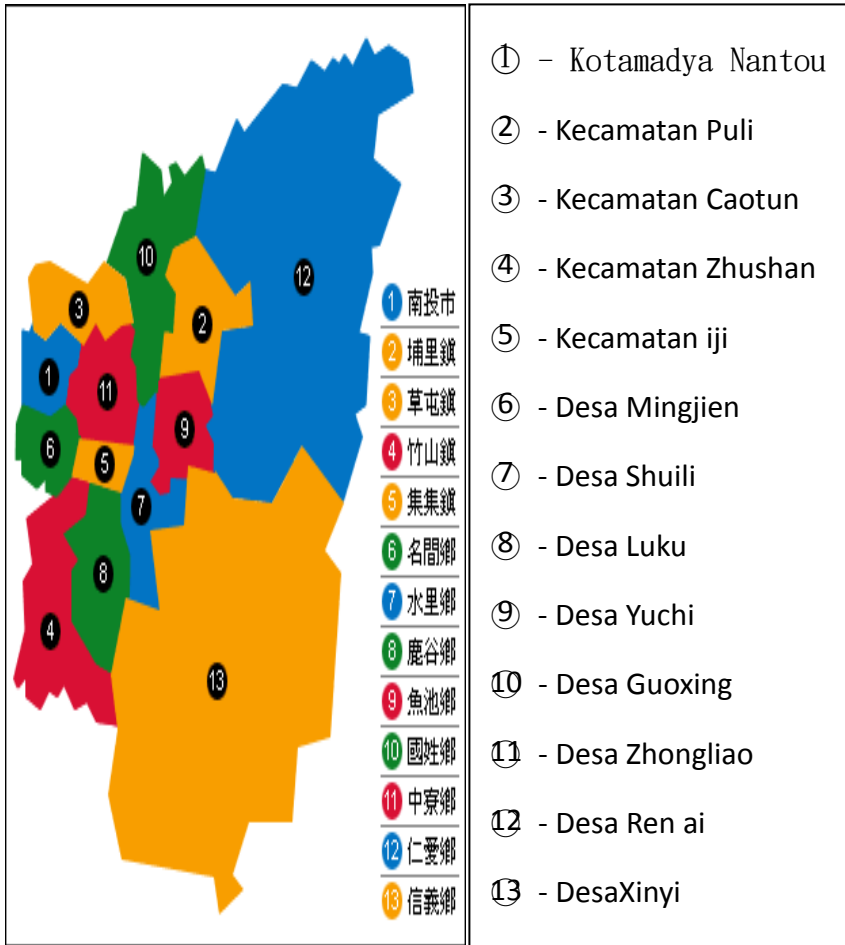 10
12
3
2
1
11
9
6
5
7
8
4
13
1 南投市
2 埔里鎮
3 草屯鎮
4 竹山鎮
5 集集鎮
6 名間鄉
7 水里鄉
8 鹿谷鄉
9 魚池鄉
10 國姓鄉
11 中寮鄉
12 仁愛鄉
13 信義鄉
① - Kotamadya Nantou
② - Kecamatan Puli
③ - Kecamatan Caotun
④ - Kecamatan Zhushan
⑤ - Kecamatan iji
⑥ - Desa Mingjien
⑦ - Desa Shuili
⑧ - Desa Luku
⑨ - Desa Yuchi
⑩ - Desa Guoxing
⑪ - Desa Zhongliao
⑫ - Desa Ren ai
⑬ - DesaXinyi